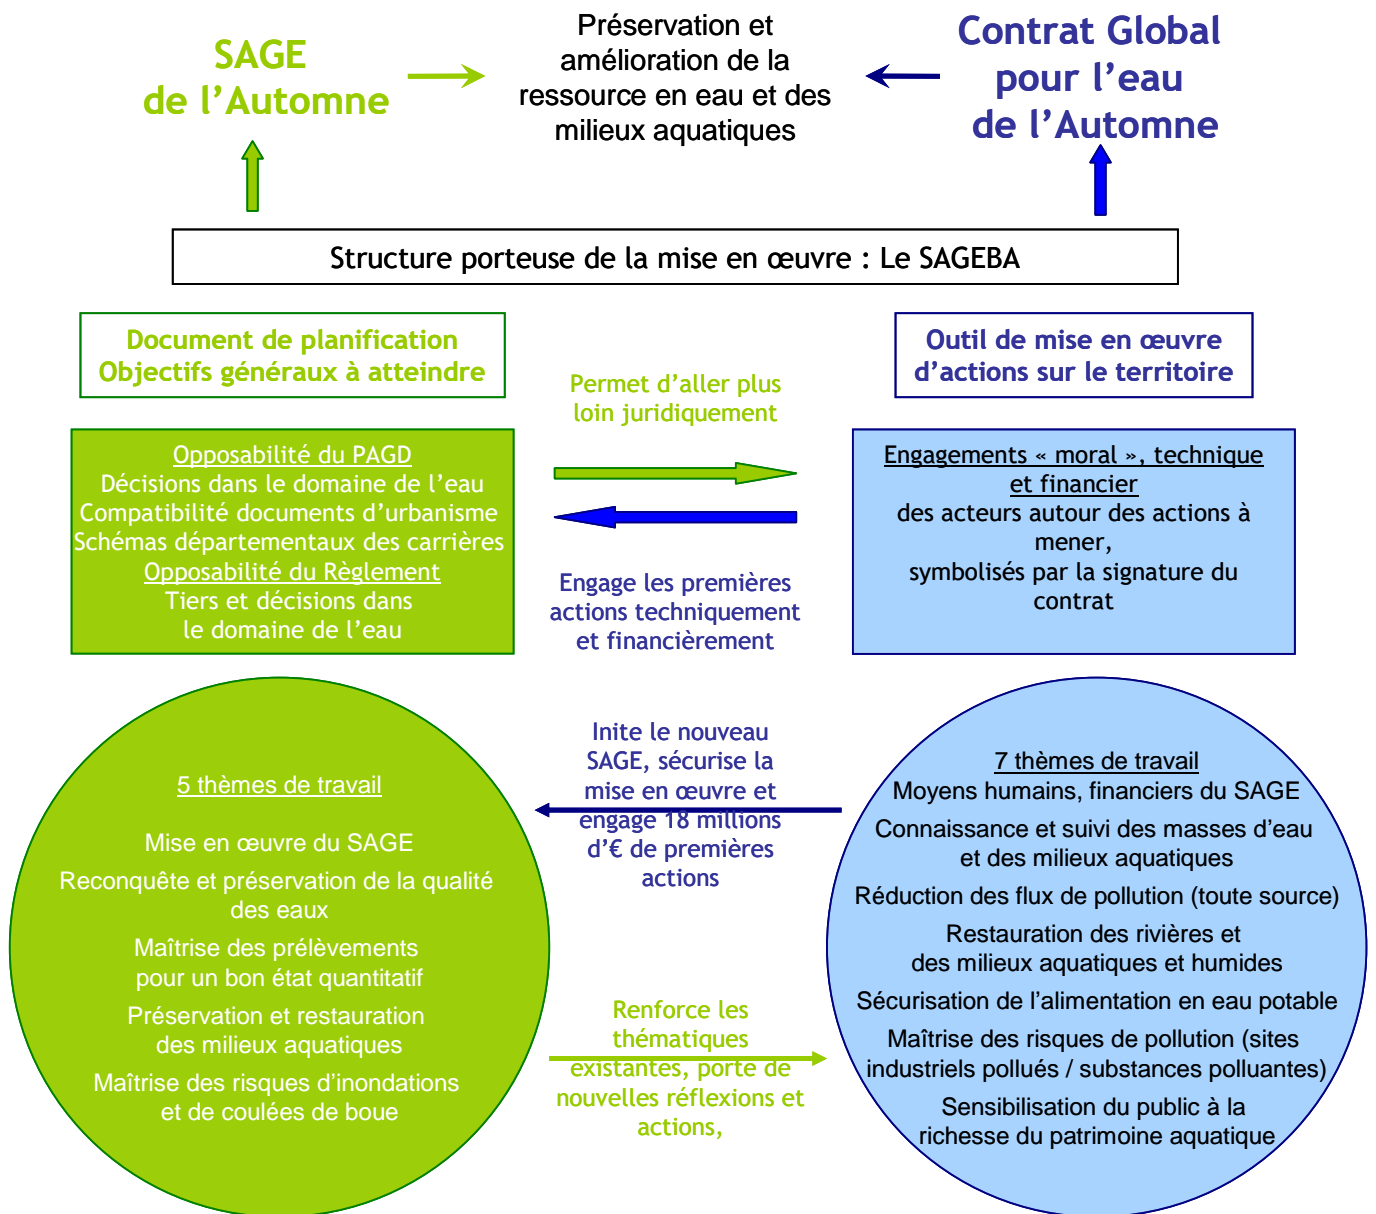 SAGE
de l'Automne
Préservation et
amélioration de la
ressource en eau et des
milieux aquatiques
Contrat Global
pour l'eau
de l'Automne
Structure porteuse de la mise en œuvre : Le SAGEBA
Document de planification
Objectifs généraux à atteindre
Permet d'aller plus
loin juridiquement
Outil de mise en œuvre
d'actions sur le territoire
Opposabilité du PAGD
Décisions dans le domaine de l'eau
Compatibilité documents d'urbanisme
Schémas départementaux des carrières
Opposabilité du Règlement
Tiers et décisions dans
le domaine de l'eau
Engage les premières
actions techniquement
et financièrement
Engagements « moral », technique
et financier
des acteurs autour des actions à
mener,
symbolisés par la signature du
contrat
5 thèmes de travail
Mise en œuvre du SAGE
Reconquête et préservation de la qualité
des eaux
Maîtrise des prélèvements
pour un bon état quantitatif
Préservation et restauration
des milieux aquatiques
Maîtrise des risques d'inondations
et de coulées de boue
Inite le nouveau
SAGE, sécurise la
mise en œuvre et
engage 18 millions
d'€ de premières
actions
Renforce les
thématiques
existantes, porte de
nouvelles réflexions et
actions,
7 thèmes de travail
Moyens humains, financiers du SAGE
Connaissance et suivi des masses d'eau
et des milieux aquatiques
Réduction des flux de pollution (toute source)
Restauration des rivières et
des milieux aquatiques et humides
Sécurisation de l'alimentation en eau potable
Maîtrise des risques de pollution (sites
industriels pollués / substances polluantes)
Sensibilisation du public à la
richesse du patrimoine aquatique